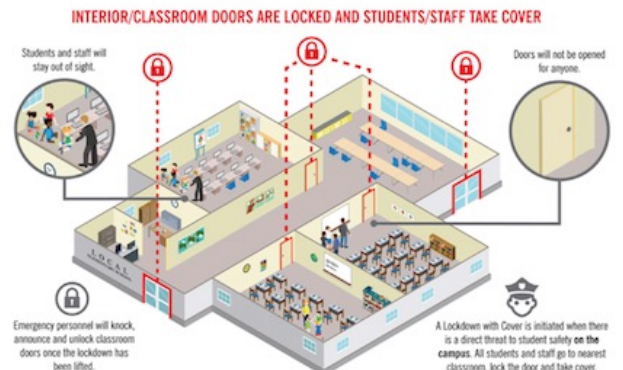 INTERIOR/CLASSROOM DOORS ARE LOCKED AND STUDENTS/STAFF TAKE COVER
Students and staff will
stay out of sight.
Doors will not be opened
for anyone.
LOCAL
Emergency personnel will knock,
announce and unlock classroom
doors once the lockdown has
been lifted.
A Lockdown with Cover is initiated when there
is a direct threat to student safety on the
campus. All students and staff go to nearest
classroom, lock the door and take cover.